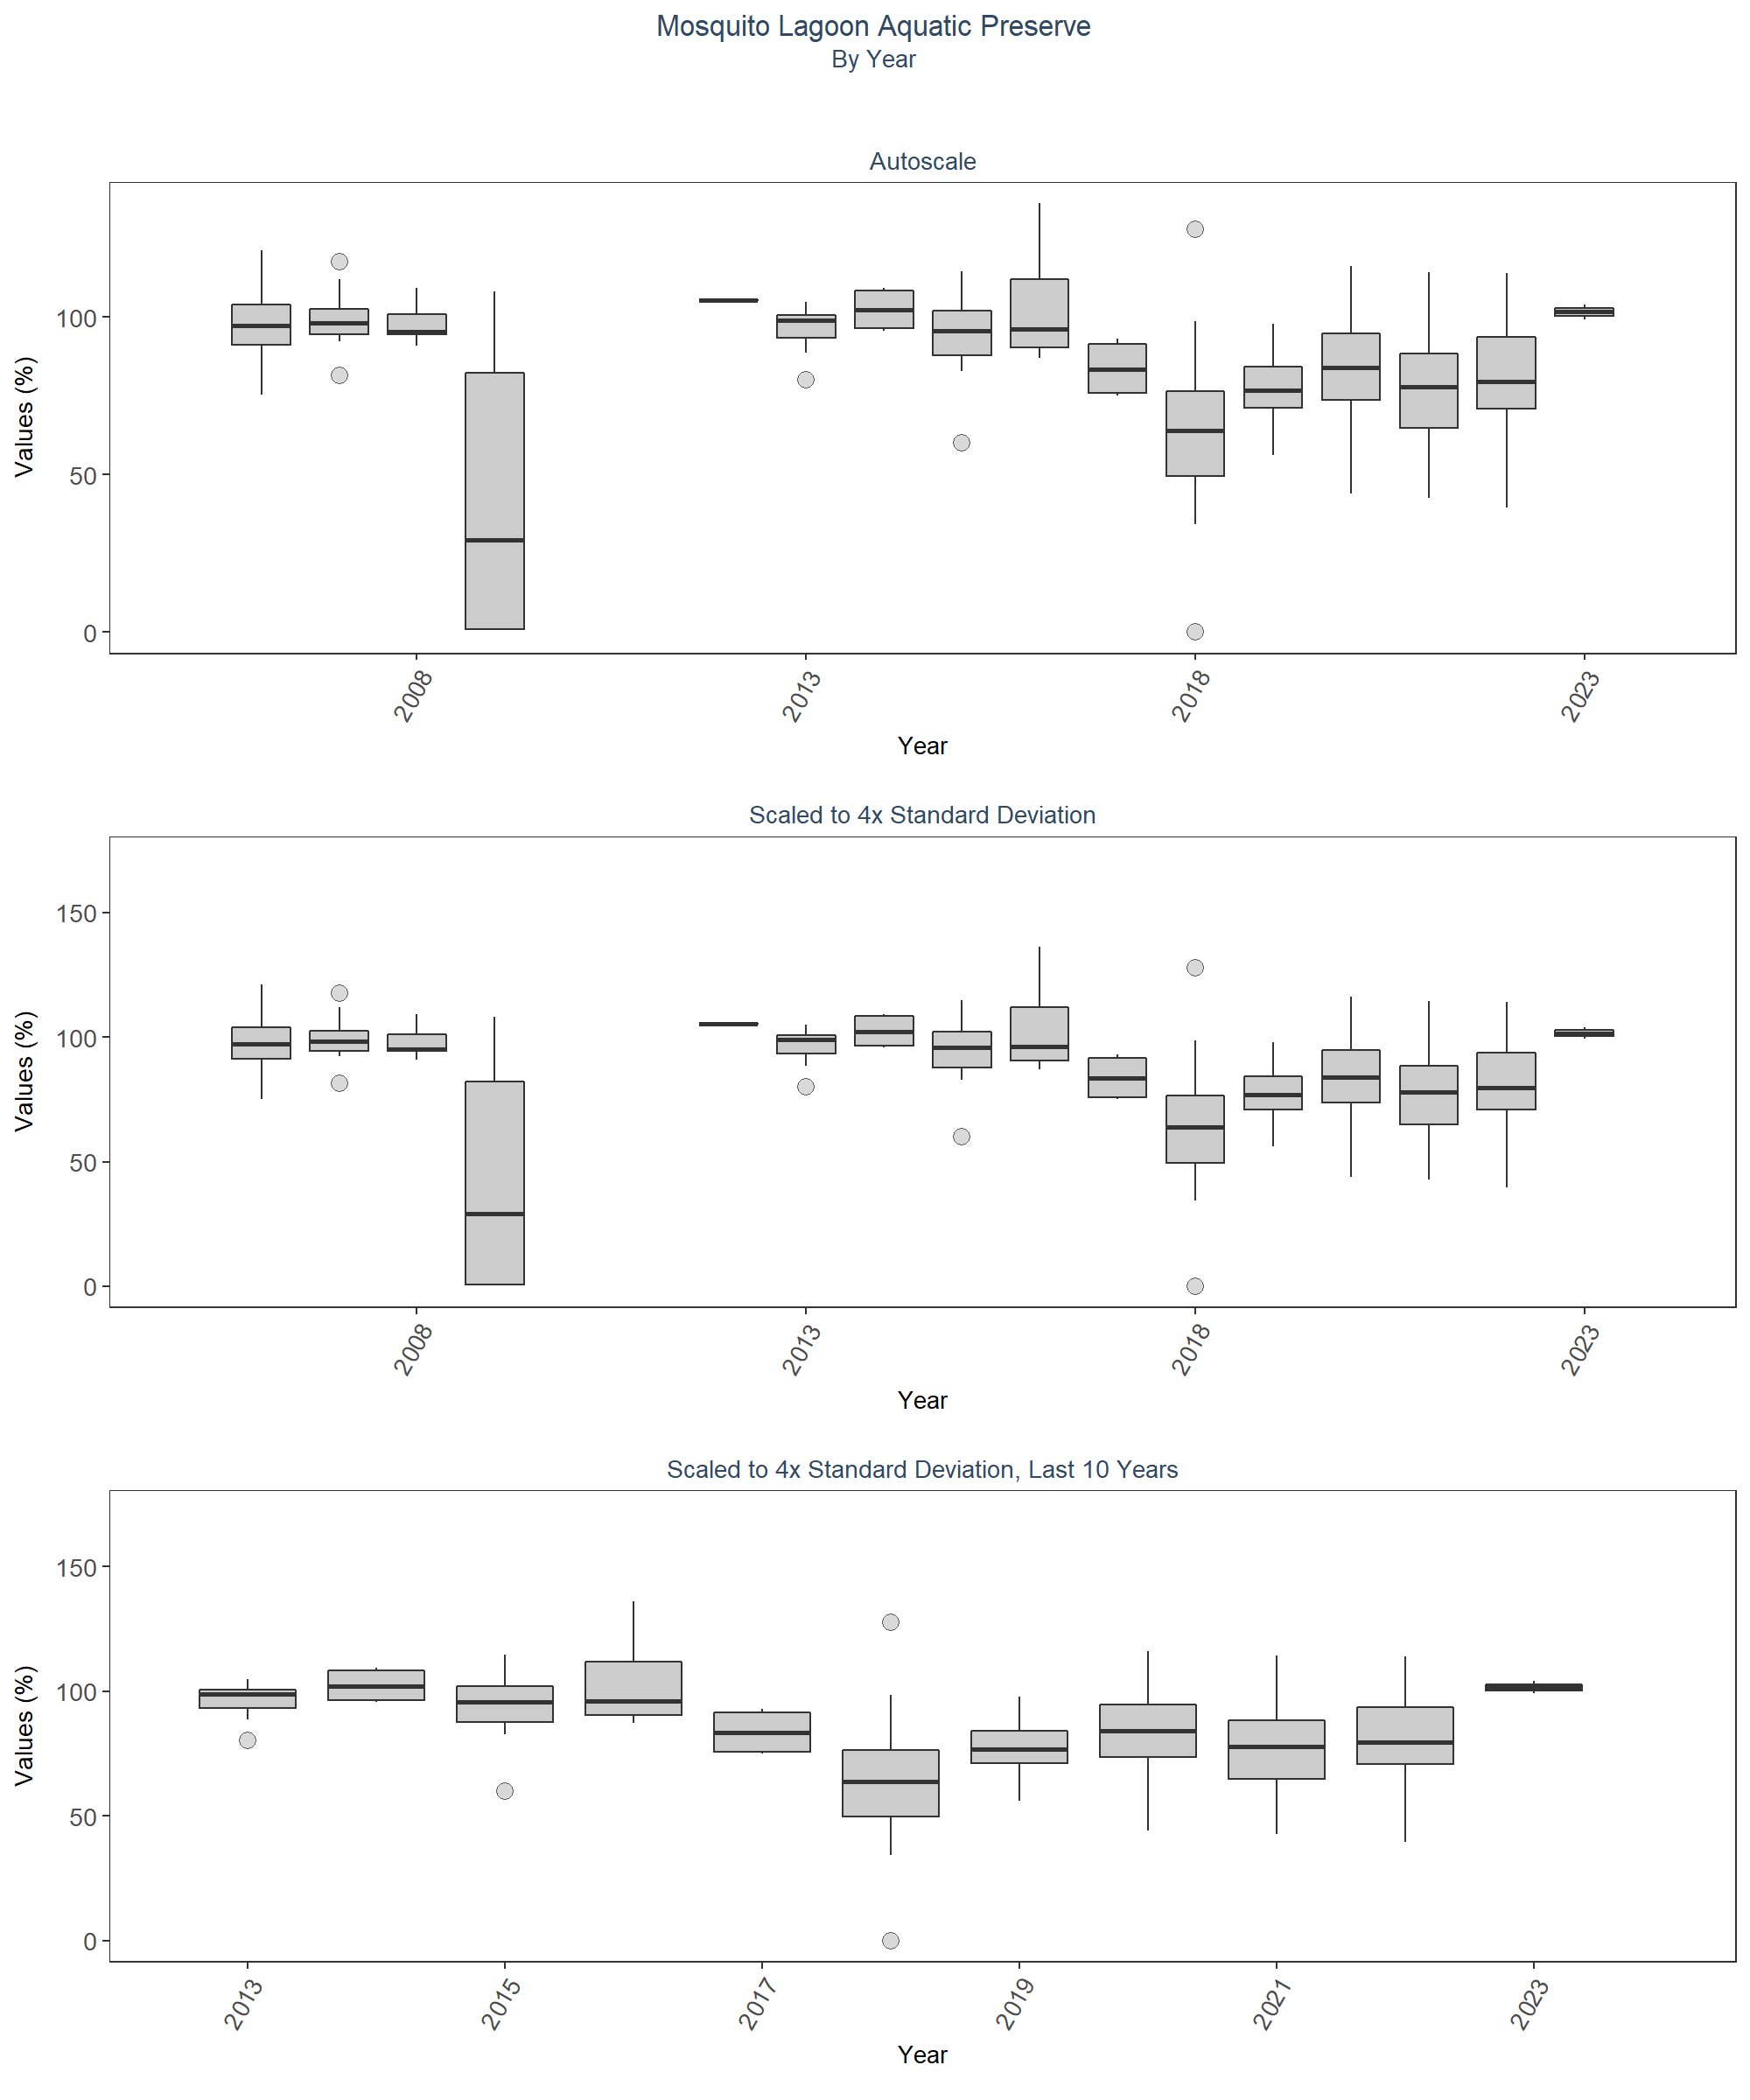 Mosquito Lagoon Aquatic Preserve
By Year
Autoscale
Values (%)
100
50
0
2008
2013
2018
2023
Year
Scaled to 4x Standard Deviation
Values (%)
150
100
50
0
2008
2013
2018
2023
Year
Scaled to 4x Standard Deviation, Last 10 Years
Values (%)
150
100
50
0
2013
2015
2017
2019
2021
2023
Year